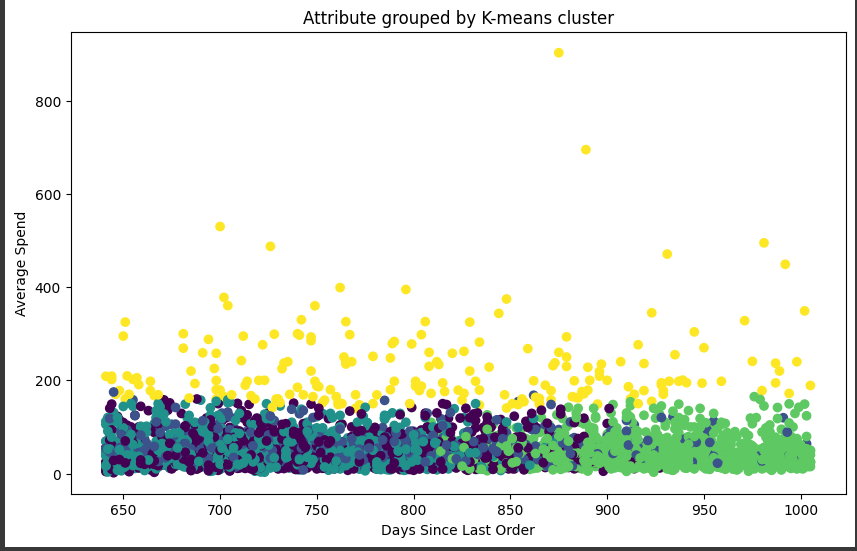 Attribute grouped by K-means cluster
Average Spend
800
600
400
200
0
650 700 750 800 850 900 950 1000
Days Since Last Order